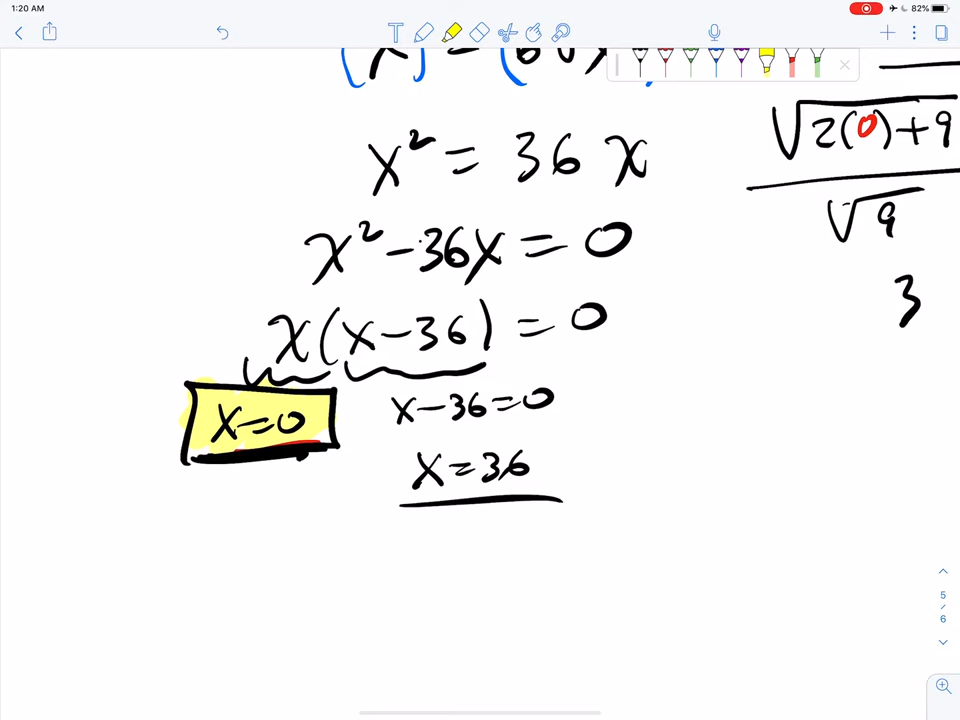 1:20 AM
82%
x² = 36 x
x² - 36x = 0
x(x - 36) = 0
x = 0
x - 36 = 0
x = 36
√2(0) + 9
√9
3
5
/
6